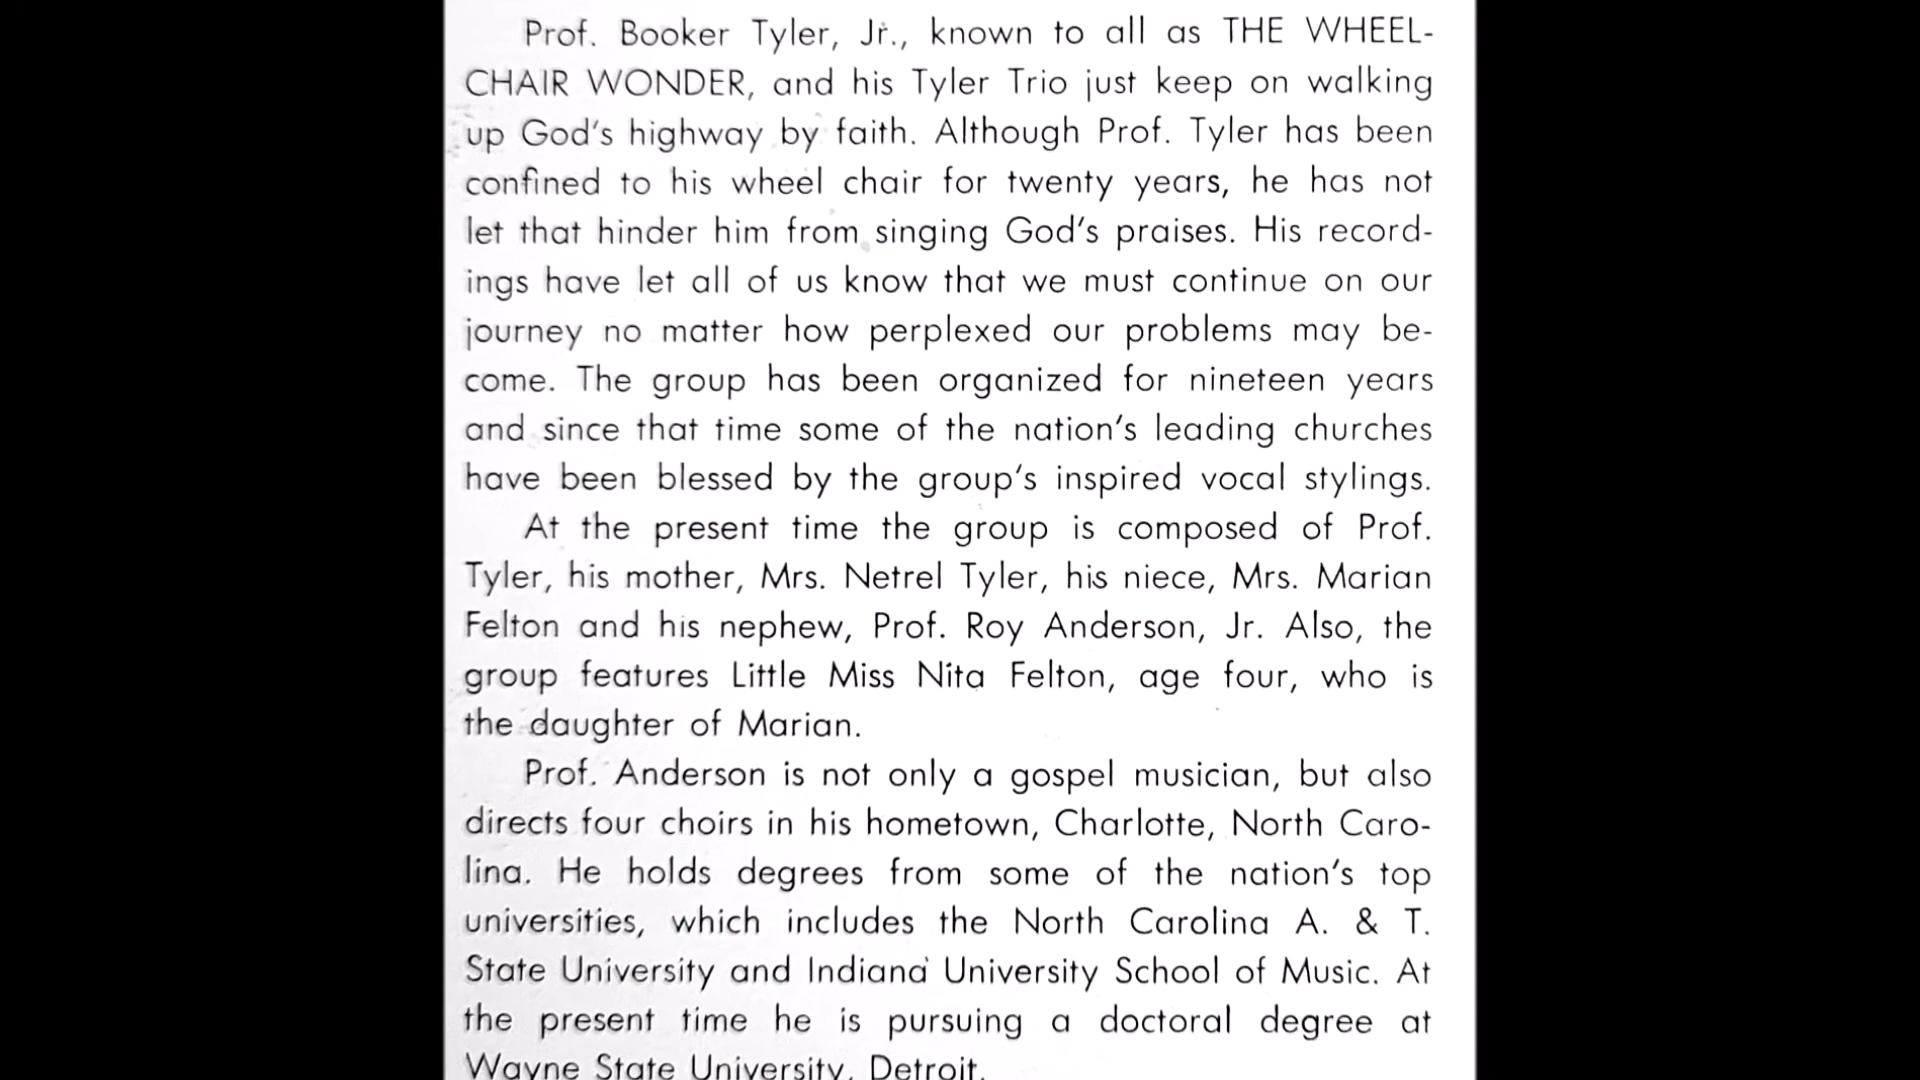 Prof. Booker Tyler, Jr., known to all as THE WHEEL-
CHAIR WONDER, and his Tyler Trio just keep on walking
up God's highway by faith. Although Prof. Tyler has been
confined to his wheel chair for twenty years, he has not
let that hinder him from singing God's praises. His record-
ings have let all of us know that we must continue on our
journey no matter how perplexed our problems may be-
come. The group has been organized for nineteen years
and since that time some of the nation's leading churches
have been blessed by the group's inspired vocal stylings.
At the present time the group is composed of Prof.
Tyler, his mother, Mrs. Netrel Tyler, his niece, Mrs. Marian
Felton and his nephew, Prof. Roy Anderson, Jr. Also, the
group features Little Miss Nita Felton, age four, who is
the daughter of Marian.
Prof. Anderson is not only a gospel musician, but also
directs four choirs in his hometown, Charlotte, North Caro-
lina. He holds degrees from some of the nation's top
universities, which includes the North Carolina A. & T.
State University and Indiana University School of Music. At
the present time he is pursuing a doctoral degree at
Wayne State University, Detroit.